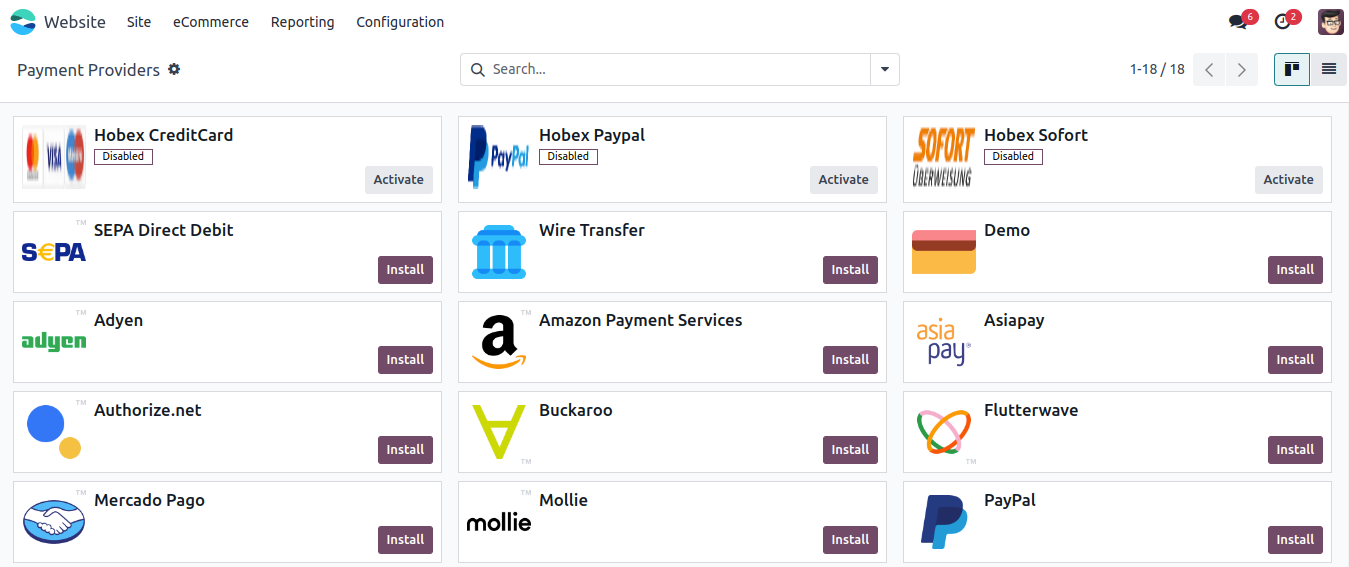 Website Site eCommerce Reporting Configuration 6 2
Payment Providers Search... 1-18 / 18
Hobex CreditCard
Disabled
Activate
VISA
PayPal
Hobex Paypal
Disabled
Activate
SOFORT
ÜBERWEISUNG
Hobex Sofort
Disabled
Activate
S€PA
TM
SEPA Direct Debit
Install
Wire Transfer
Install
Demo
Install
adyen
TM
Adyen
Install
a
TM
Amazon Payment Services
Install
asia
pay®
Asiapay
Install
TM
Authorize.net
Install
TM
Buckaroo
Install
TM
Flutterwave
Install
TM
Mercado Pago
Install
mollie
TM
Mollie
Install
PayPal
Install